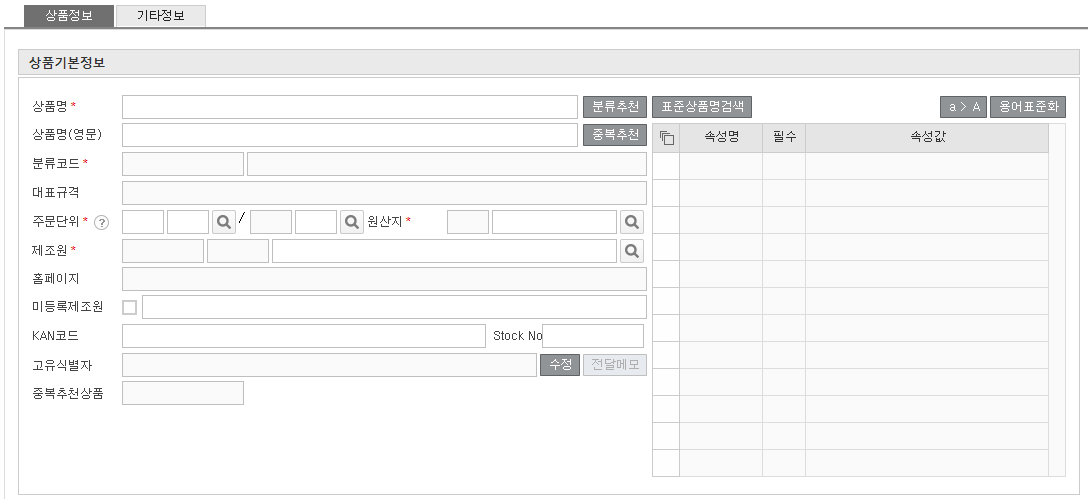 상품정보 기타정보
상품기본정보
상품명 * 분류추천 표준상품명검색 a > A 용어표준화
상품명(영문) 중복추천 속성명 필수 속성값
분류코드 *
대표규격
주문단위 * ? / 원산지 *
제조원 *
홈페이지
미등록제조원
KAN코드 Stock No
고유식별자 수정 전달메모
중복추천상품